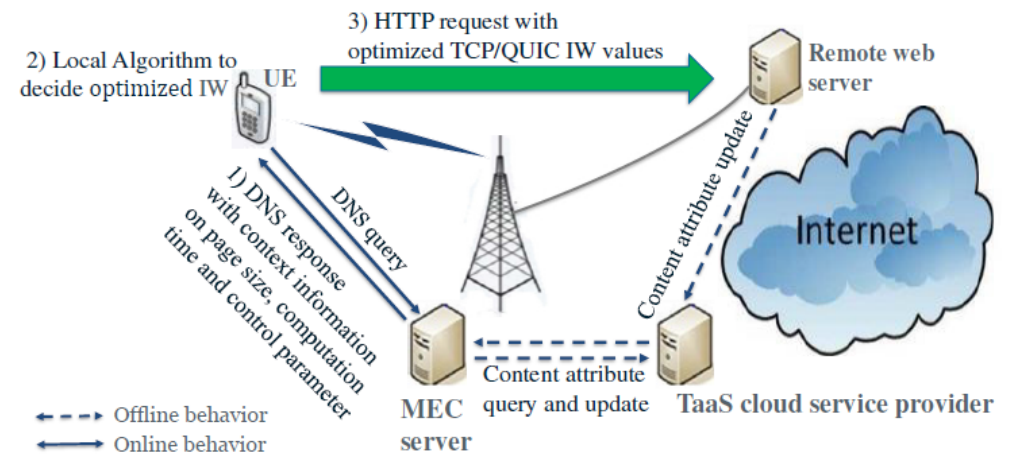 3) HTTP request with
optimized TCP/QUIC IW values
2) Local Algorithm to
decide optimized IW
UE
Remote web
server
Internet
Content attribute update
DNS query
1) DNS response
with context information
on page size, computation
time and control parameter
Content attribute
query and update
MEC
server
TaaS cloud service provider
Offline behavior
Online behavior